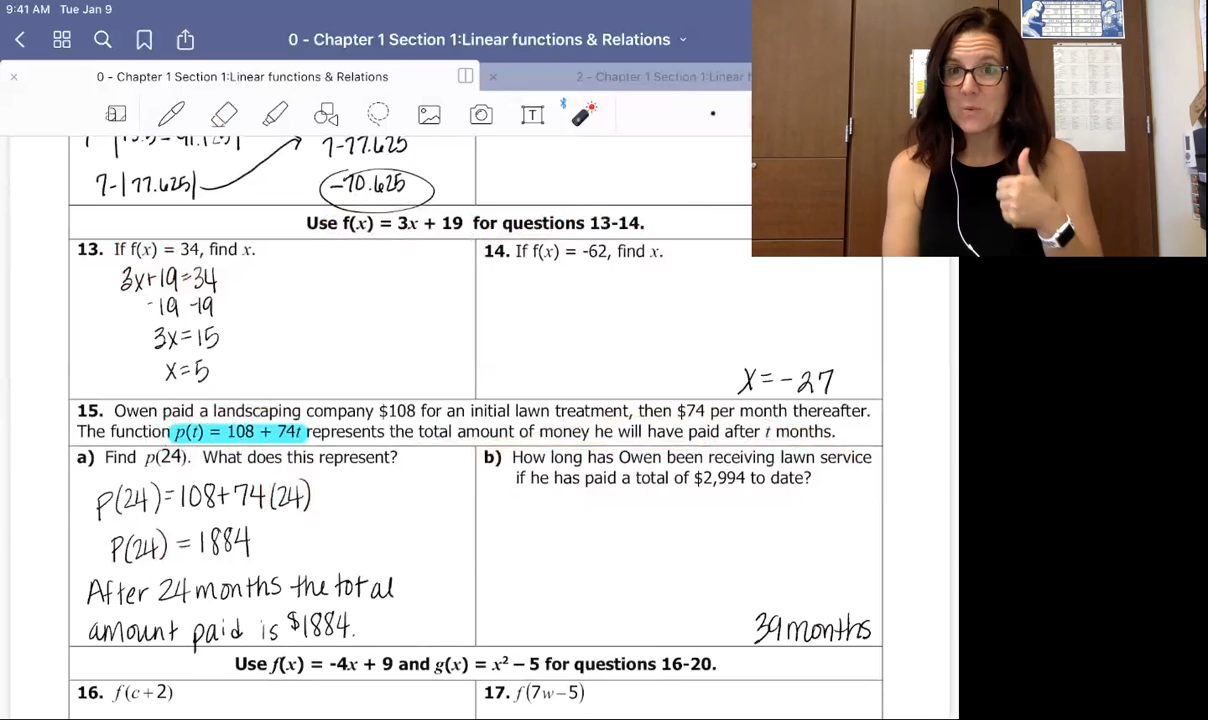 9:41 AM Tue Jan 9
0 - Chapter 1 Section 1:Linear functions & Relations
0 - Chapter 1 Section 1:Linear functions & Relations
2 - Chapter 1 Section 1:Linear f
T
7-77.625
7-|77.625|
-70.625
Use f(x) = 3x + 19 for questions 13-14.
13. If f(x) = 34, find x.
3x+19=34
-19 -19
3x=15
x=5
14. If f(x) = -62, find x.
x=-27
15. Owen paid a landscaping company $108 for an initial lawn treatment, then $74 per month thereafter.
The function p(t) = 108 + 74t represents the total amount of money he will have paid after t months.
a) Find p(24). What does this represent?
P(24)=108+74(24)
P(24)=1884
After 24 months the total
amount paid is $1884.
b) How long has Owen been receiving lawn service
if he has paid a total of $2,994 to date?
39 months
Use f(x) = -4x + 9 and g(x) = x² – 5 for questions 16-20.
16. f(c+2)
17. f(7w–5)